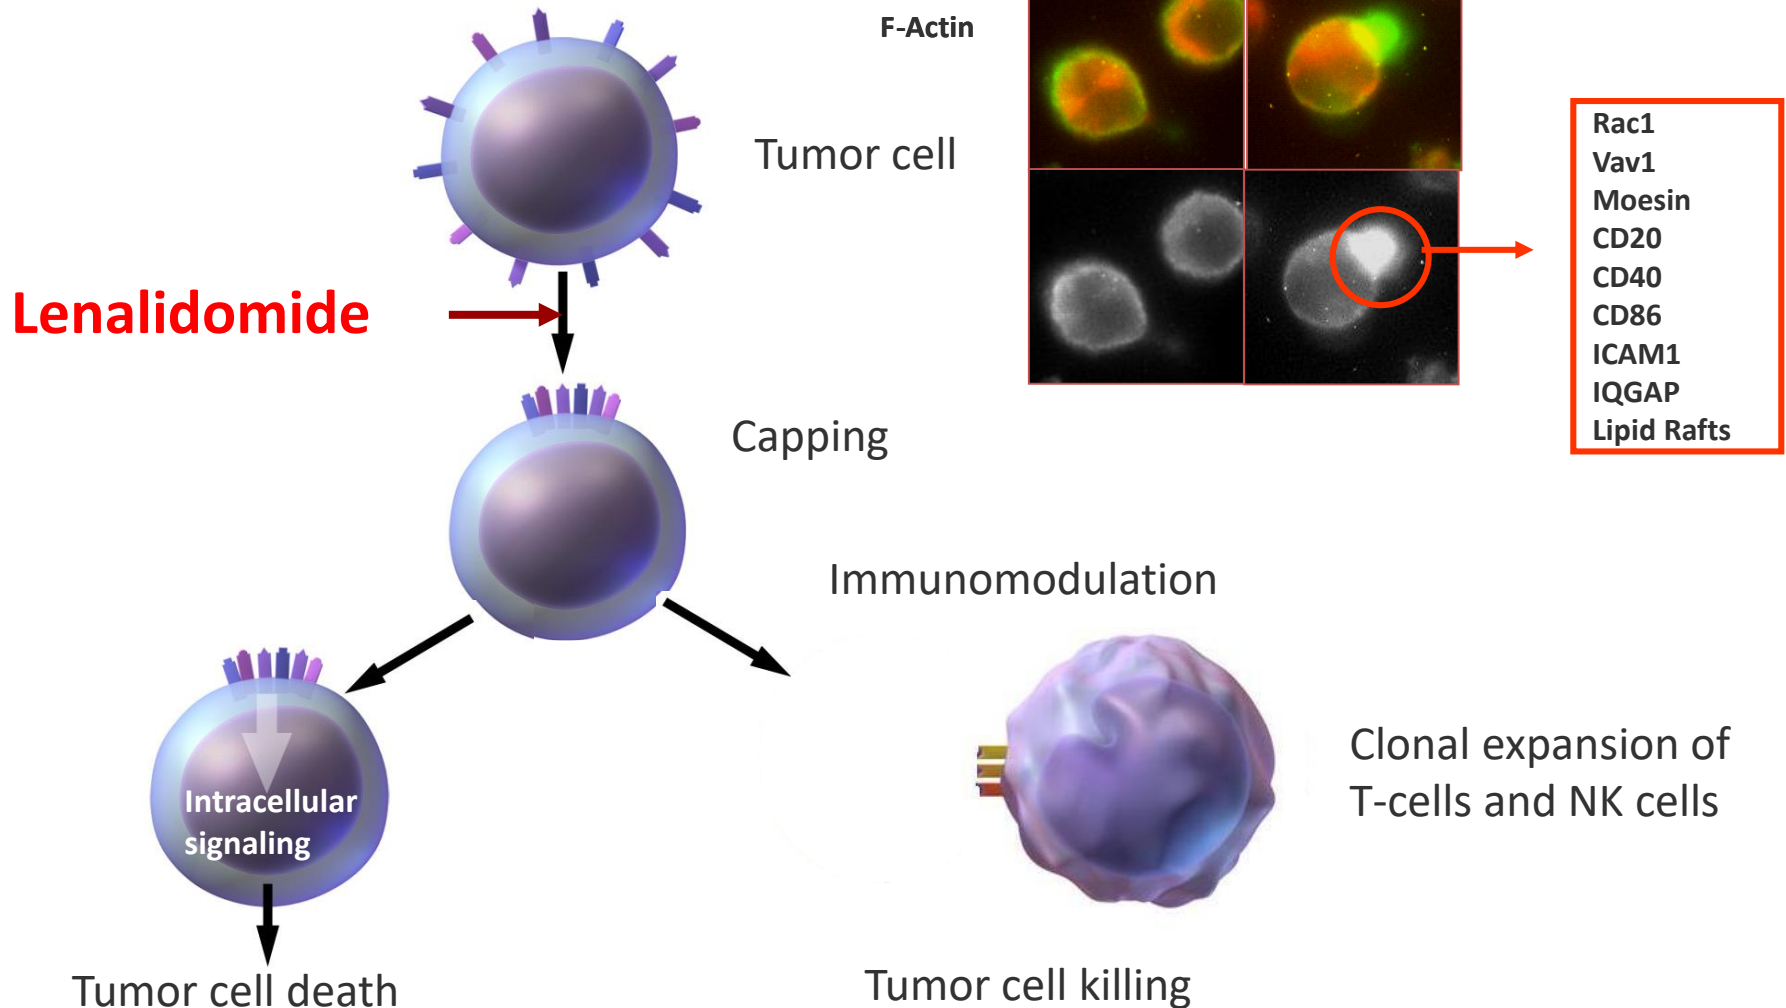 F-Actin
Tumor cell
Rac1
Vav1
Moesin
CD20
CD40
CD86
ICAM1
IQGAP
Lipid Rafts
Lenalidomide
Capping
Immunomodulation
Intracellular
signaling
Clonal expansion of
T-cells and NK cells
Tumor cell death
Tumor cell killing